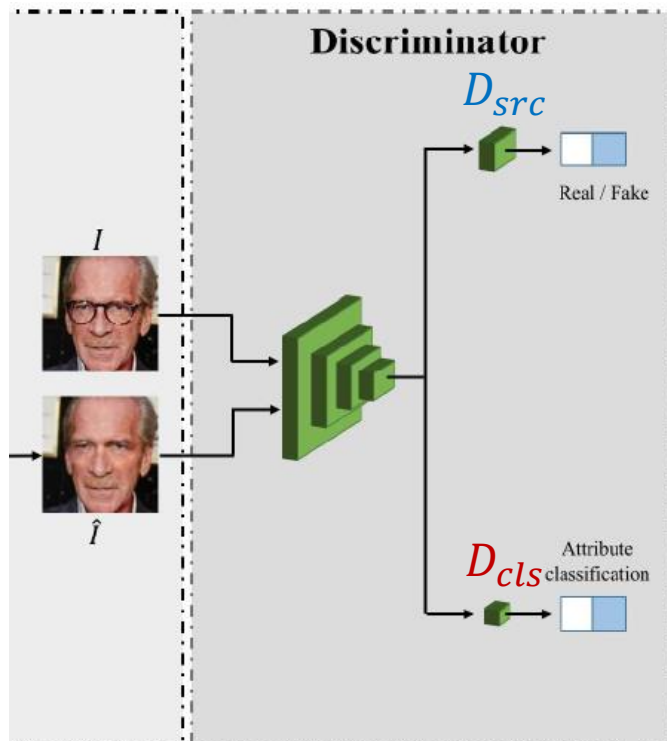 Discriminator
D_src
Real / Fake
I
Î
D_cls
Attribute
classification